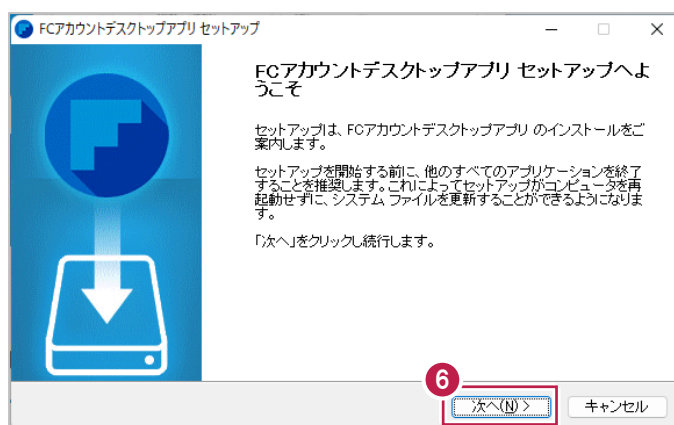 FCアカウントデスクトップアプリ セットアップ
FCアカウントデスクトップアプリ セットアップへよ
うこそ
セットアップは、FCアカウントデスクトップアプリ のインストールをご
案内します。
セットアップを開始する前に、他のすべてのアプリケーションを終了
することを推奨します。これによってセットアップがコンピュータを再
起動せずに、システム ファイルを更新することができるようになりま
す。
「次へ」をクリックし続行します。
6
次へ(N) >
キャンセル